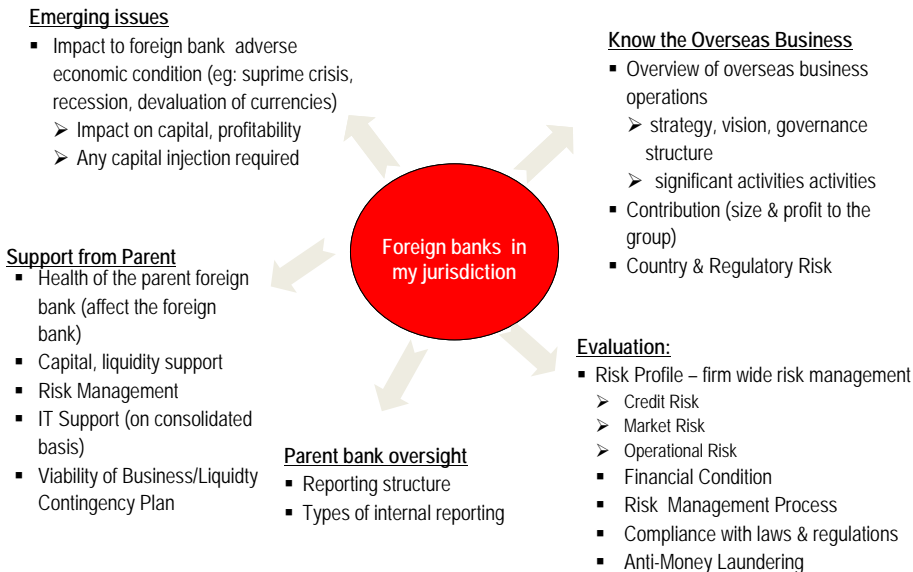 Emerging issues
▪ Impact to foreign bank adverse
economic condition (eg: suprime crisis,
recession, devaluation of currencies)
➢ Impact on capital, profitability
➢ Any capital injection required
Know the Overseas Business
▪ Overview of overseas business
operations
➢ strategy, vision, governance
structure
➢ significant activities activities
▪ Contribution (size & profit to the
group)
▪ Country & Regulatory Risk
Foreign banks in
my jurisdiction
Support from Parent
▪ Health of the parent foreign
bank (affect the foreign
bank)
▪ Capital, liquidity support
▪ Risk Management
▪ IT Support (on consolidated
basis)
▪ Viability of Business/Liquidty
Contingency Plan
Parent bank oversight
▪ Reporting structure
▪ Types of internal reporting
Evaluation:
▪ Risk Profile – firm wide risk management
➢ Credit Risk
➢ Market Risk
➢ Operational Risk
▪ Financial Condition
▪ Risk Management Process
▪ Compliance with laws & regulations
▪ Anti-Money Laundering